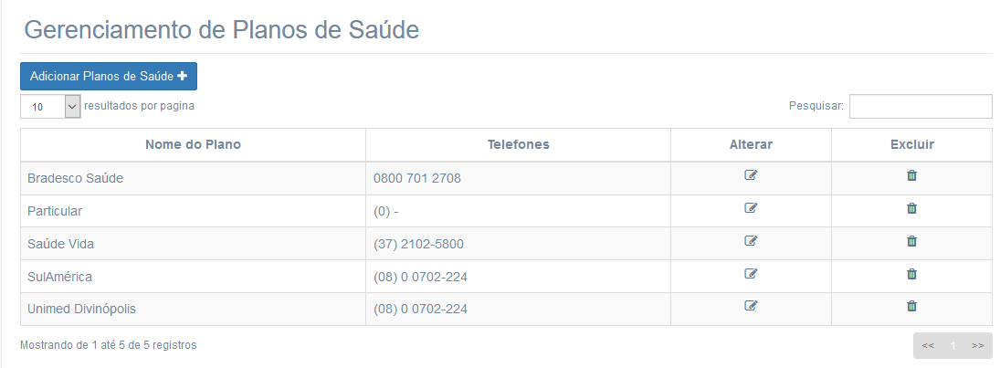 Gerenciamento de Planos de Saúde
Adicionar Planos de Saúde +
10 resultados por pagina Pesquisar:
Nome do Plano Telefones Alterar Excluir
Bradesco Saúde 0800 701 2708
Particular (0) -
Saúde Vida (37) 2102-5800
SulAmérica (08) 0 0702-224
Unimed Divinópolis (08) 0 0702-224
Mostrando de 1 até 5 de 5 registros << 1 >>